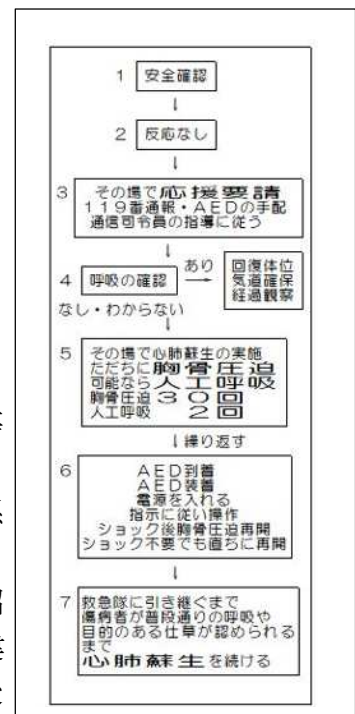 1 安全確認
↓
2 反応なし
↓
3 その場で応援要請
119番通報・AEDの手配
通信司令員の指導に従う
↓
4 呼吸の確認 あり → 回復体位
気道確保
経過観察
なし・わからない ↓
5 その場で心肺蘇生の実施
ただちに胸骨圧迫
可能なら人工呼吸
胸骨圧迫30回
人工呼吸 2回
↓繰り返す
6 AED到着
AED装着
電源を入れる
指示に従い操作
ショック後胸骨圧迫再開
ショック不要でも直ちに再開
↓
7 救急隊に引き継ぐまで
傷病者が普段通りの呼吸や
目的のある仕草が認められる
まで
心肺蘇生を続ける